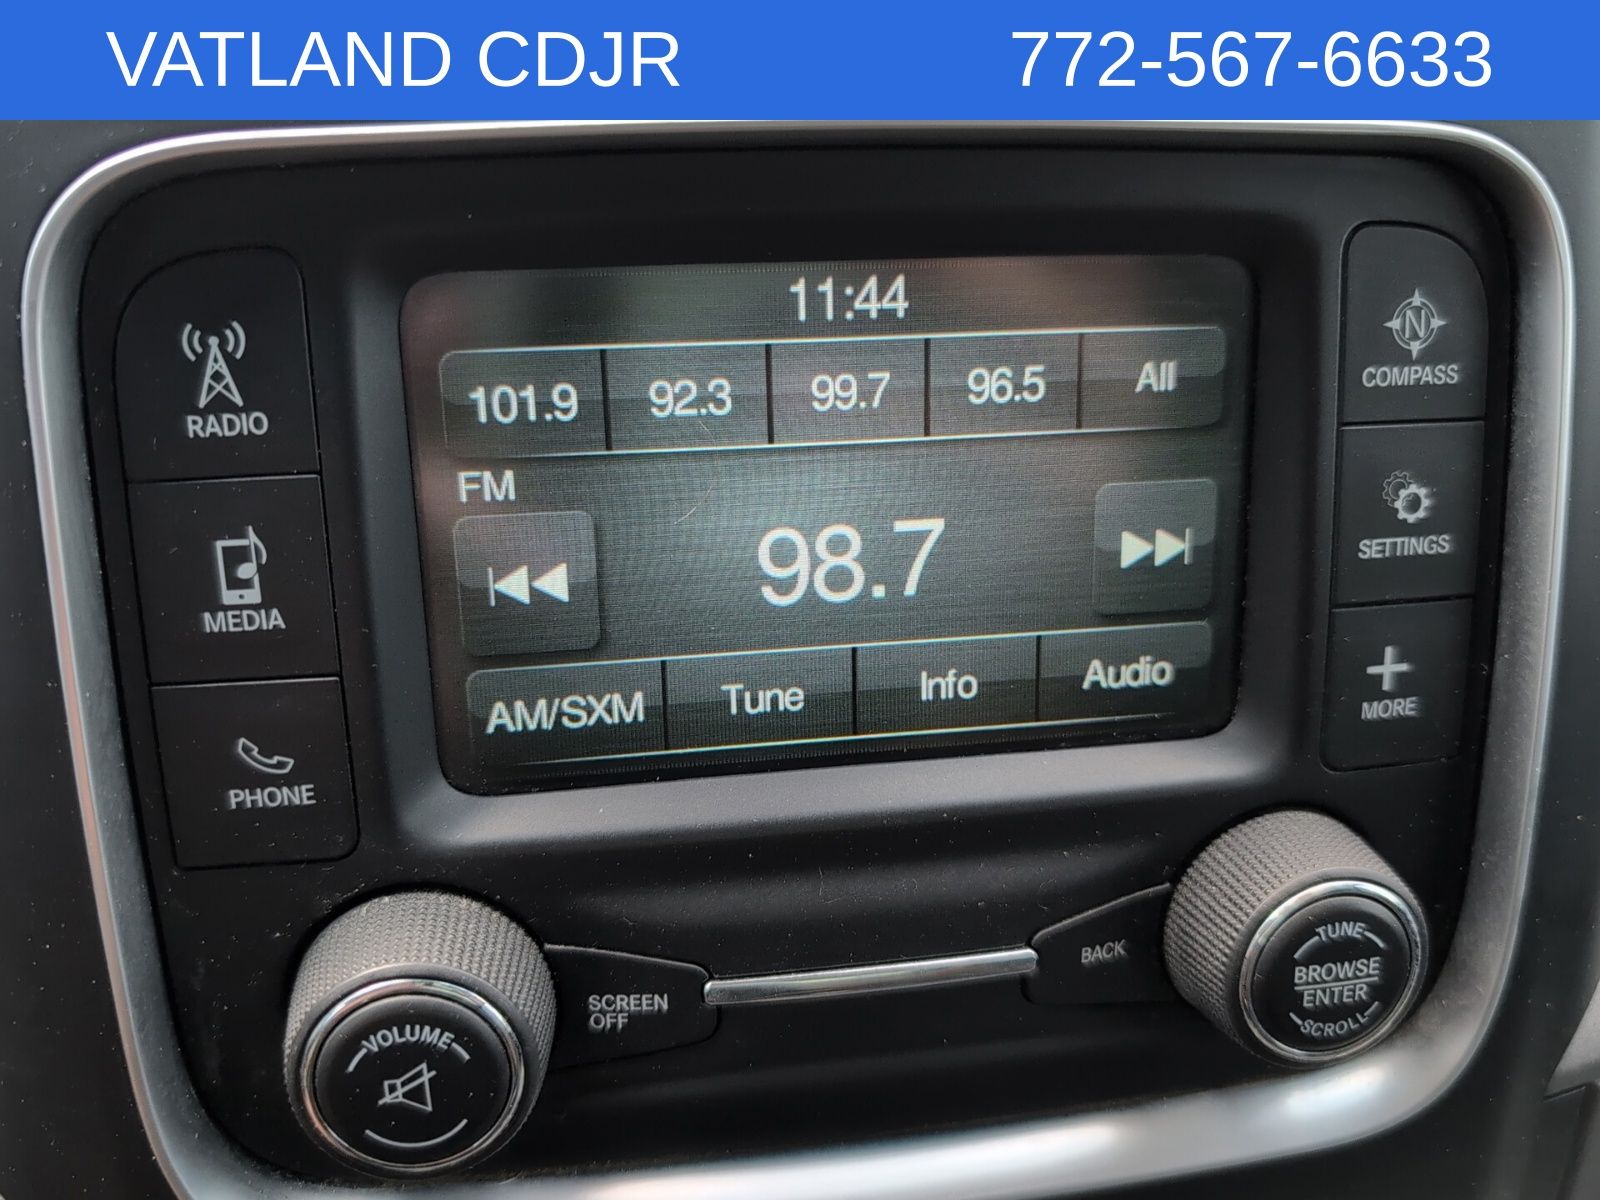 VATLAND CDJR 772-567-6633
11:44
101.9 92.3 99.7 96.5 All
FM
98.7
AM/SXM Tune Info Audio
RADIO
MEDIA
PHONE
N
COMPASS
SETTINGS
MORE
VOLUME
SCREEN
OFF
BACK
TUNE
BROWSE
ENTER
SCROLL